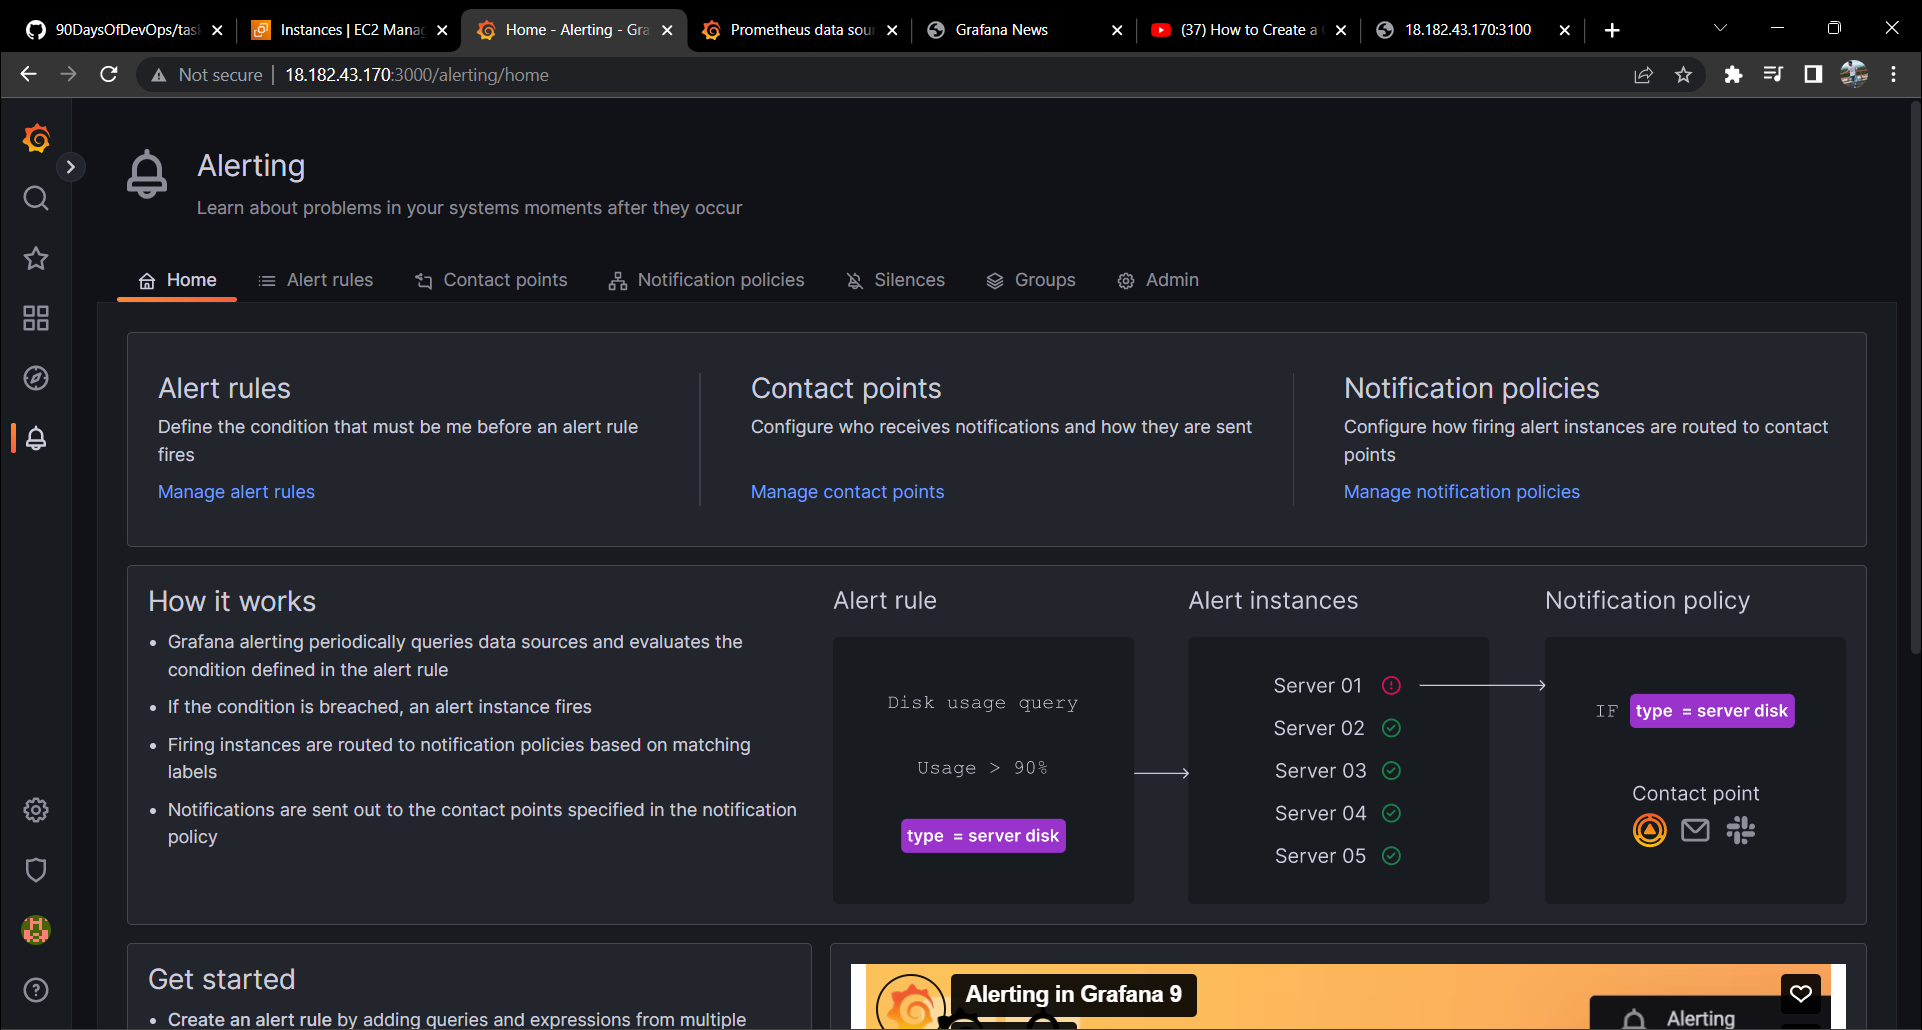 90DaysOfDevOps/tas
Instances | EC2 Manag
Home - Alerting - Gra
Prometheus data sour
Grafana News
(37) How to Create a
18.182.43.170:3100
Not secure
18.182.43.170:3000/alerting/home
Alerting
Learn about problems in your systems moments after they occur
Home
Alert rules
Contact points
Notification policies
Silences
Groups
Admin
Alert rules
Define the condition that must be me before an alert rule
fires
Manage alert rules
Contact points
Configure who receives notifications and how they are sent
Manage contact points
Notification policies
Configure how firing alert instances are routed to contact
points
Manage notification policies
How it works
• Grafana alerting periodically queries data sources and evaluates the
condition defined in the alert rule
• If the condition is breached, an alert instance fires
• Firing instances are routed to notification policies based on matching
labels
• Notifications are sent out to the contact points specified in the notification
policy
Alert rule
Disk usage query
Usage > 90%
type = server disk
Alert instances
Server 01
Server 02
Server 03
Server 04
Server 05
Notification policy
IF type = server disk
Contact point
Get started
• Create an alert rule by adding queries and expressions from multiple
Alerting in Grafana 9
Alerting